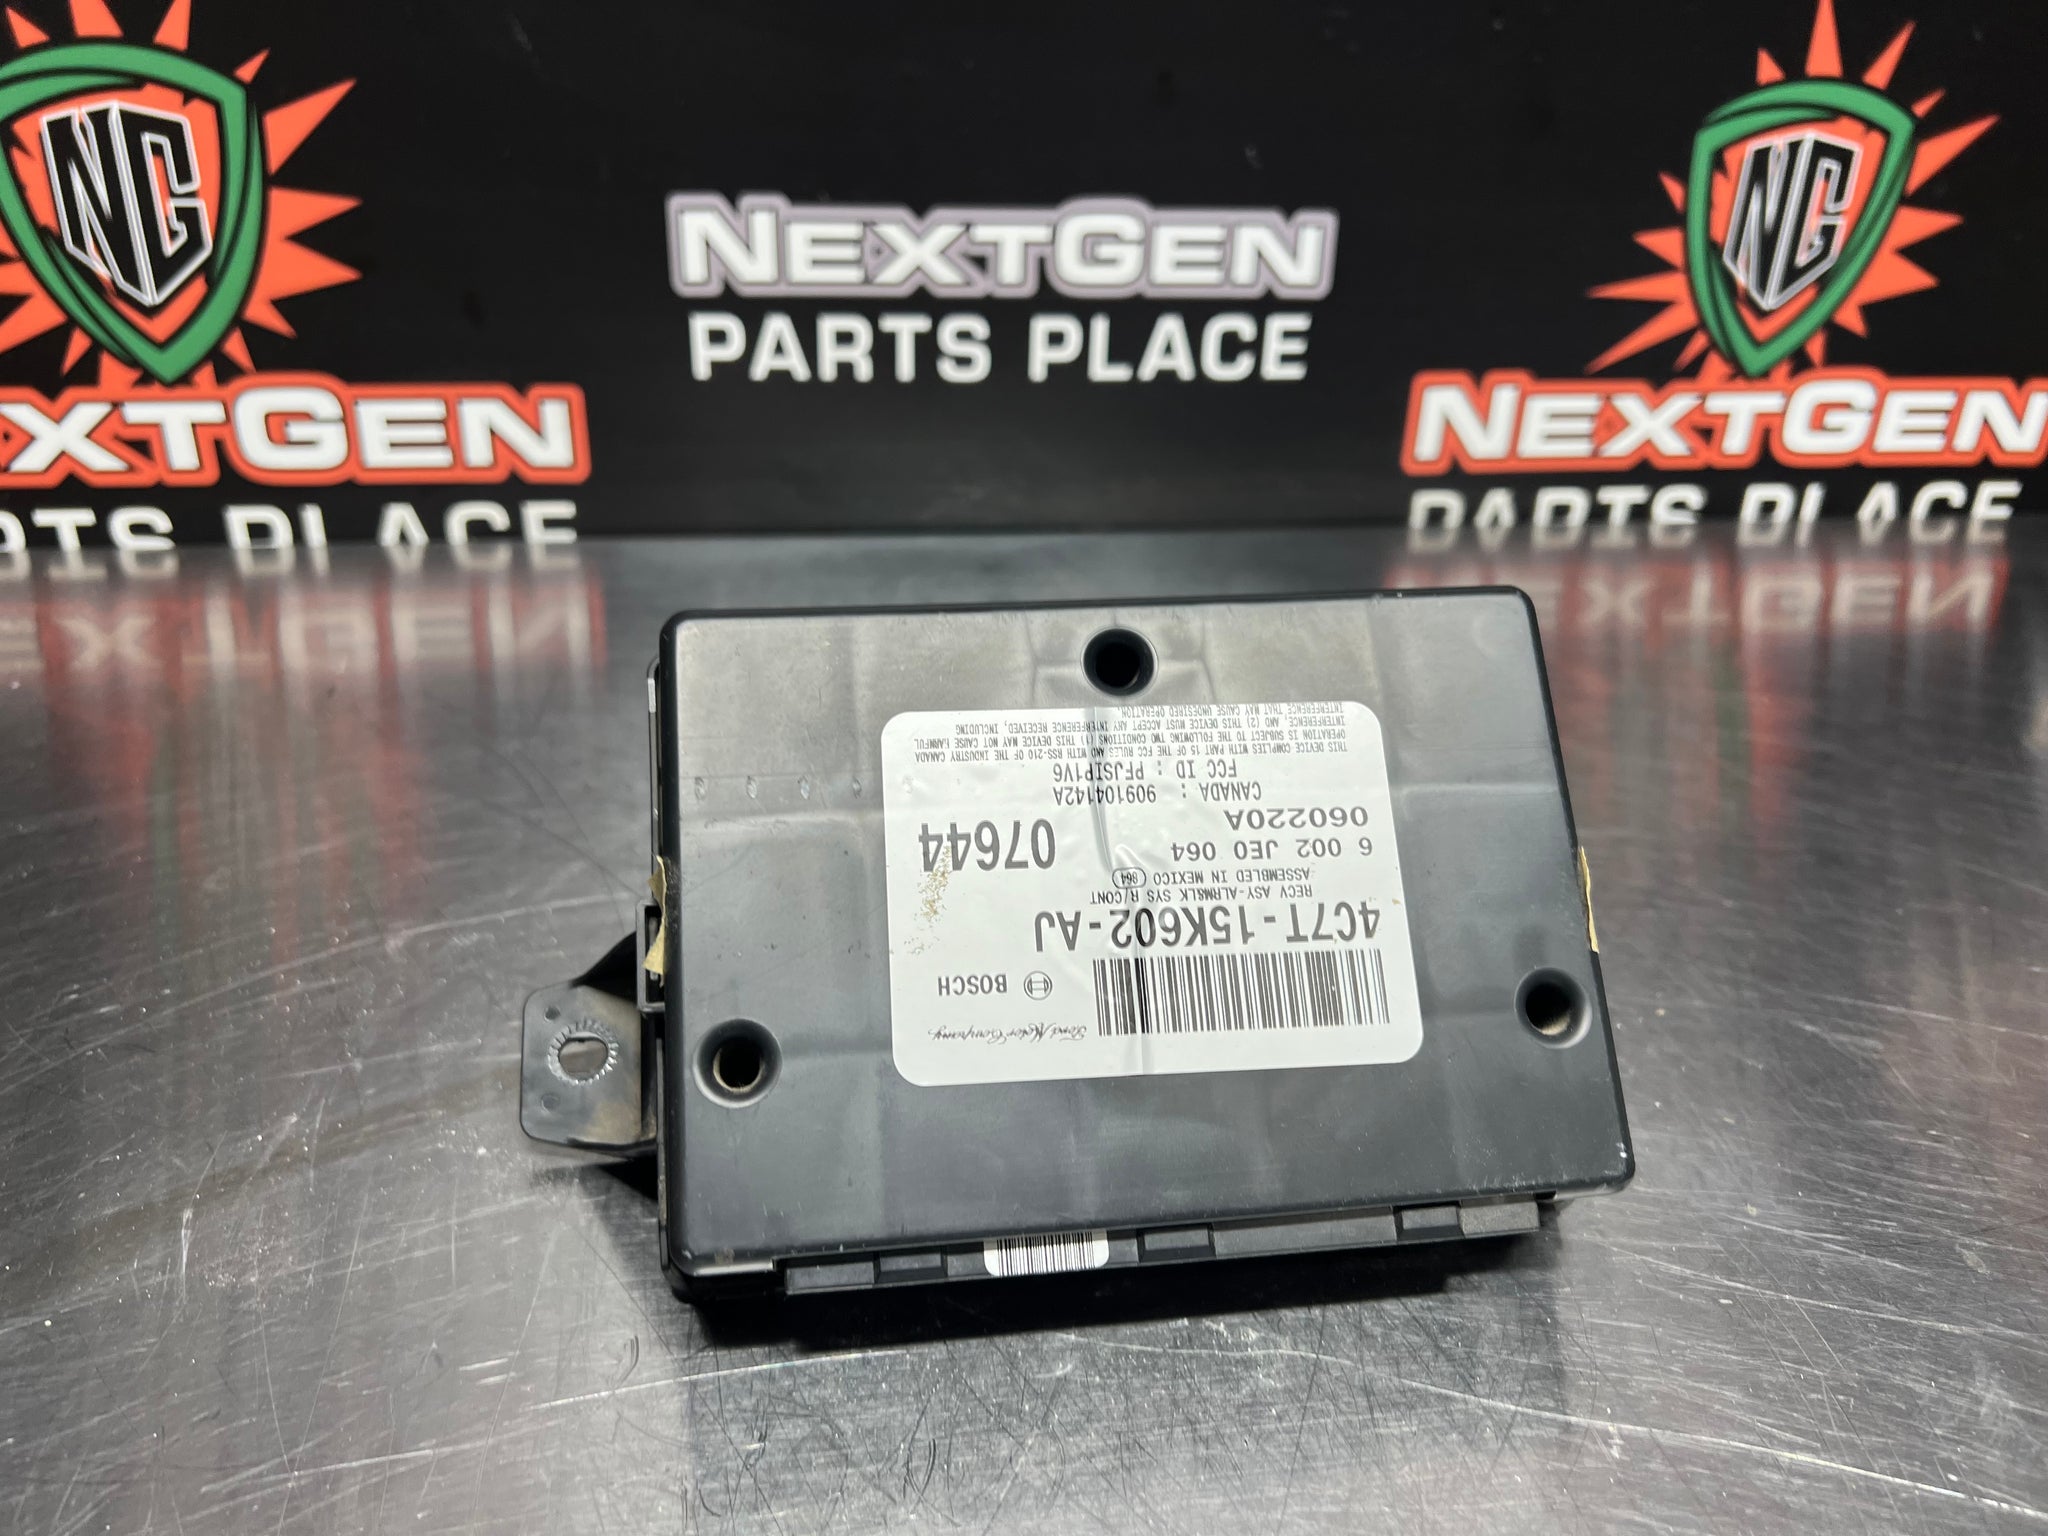 NG
NG
NEXTGEN
PARTS PLACE
XTGEN
PLACE
NEXTGEN
PARTS PLACE
Ford Motor Company
BOSCH
4C7T-15K602-AJ
RECV ASY-ALRMSLK SYS R/CONT
ASSEMBLED IN MEXICO 864
6 002 JE0 064
07644
060220A
CANADA : 909104142A
FCC ID : PFJSIP1V6
THIS DEVICE COMPLIES WITH PART 15 OF THE FCC RULES AND WITH RSS-210 OF THE INDUSTRY CANADA
OPERATION IS SUBJECT TO THE FOLLOWING TWO CONDITIONS (1) THIS DEVICE MAY NOT CAUSE HARMFUL
INTERFERENCE, AND (2) THIS DEVICE MUST ACCEPT ANY INTERFERENCE RECEIVED, INCLUDING
INTERFERENCE THAT MAY CAUSE UNDESIRED OPERATION.